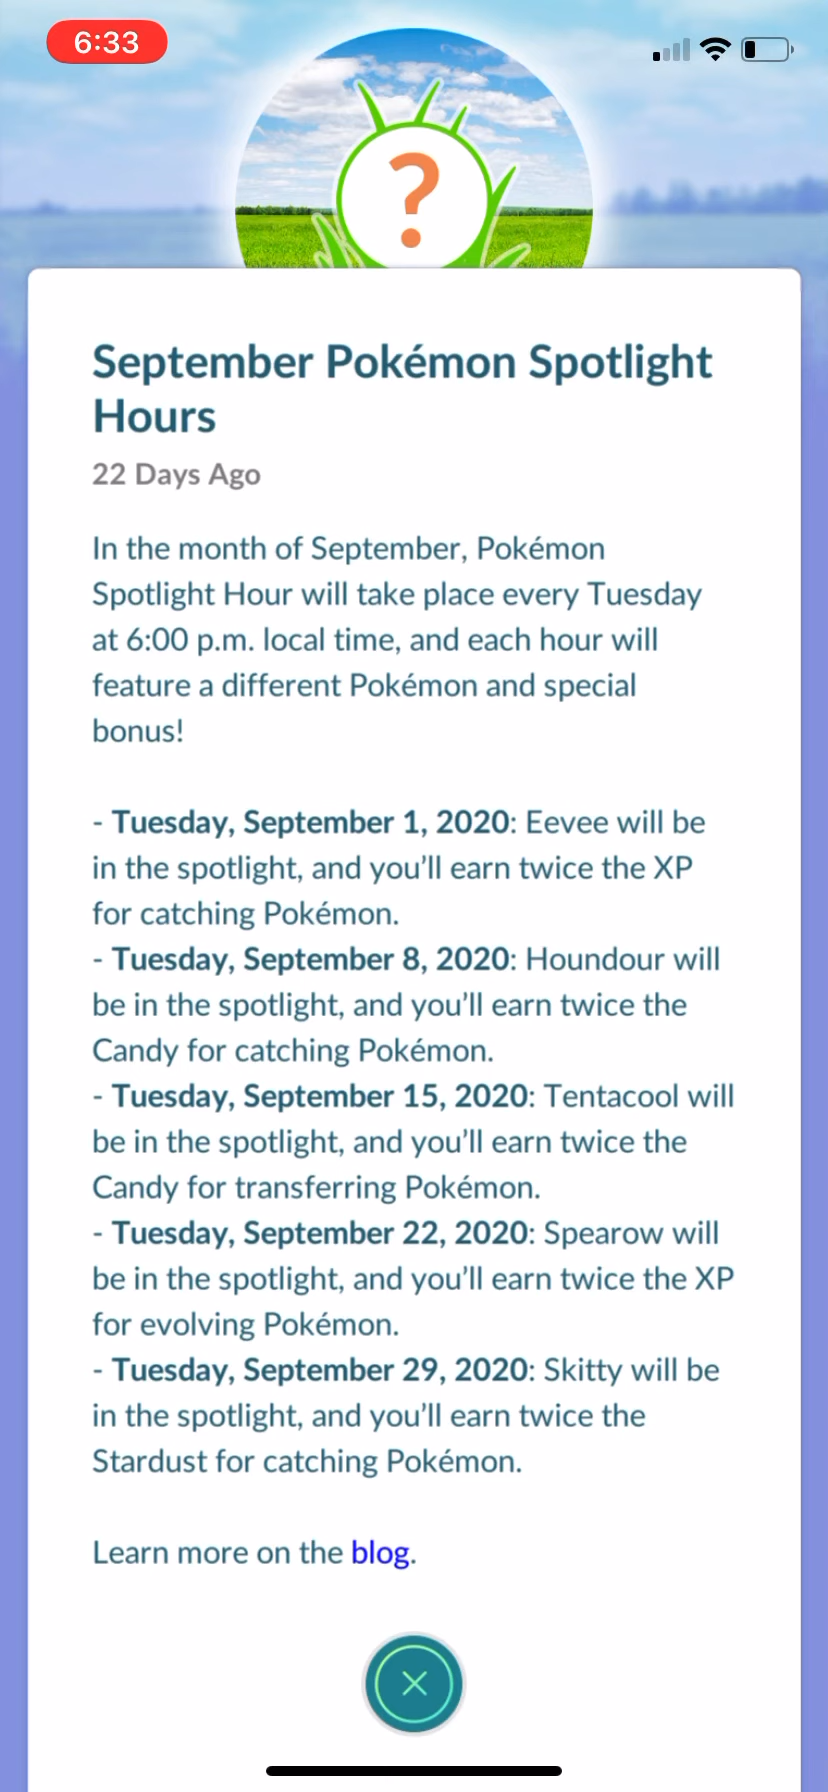 6:33
?
September Pokémon Spotlight
Hours
22 Days Ago
In the month of September, Pokémon
Spotlight Hour will take place every Tuesday
at 6:00 p.m. local time, and each hour will
feature a different Pokémon and special
bonus!
- Tuesday, September 1, 2020: Eevee will be
in the spotlight, and you’ll earn twice the XP
for catching Pokémon.
- Tuesday, September 8, 2020: Houndour will
be in the spotlight, and you’ll earn twice the
Candy for catching Pokémon.
- Tuesday, September 15, 2020: Tentacool will
be in the spotlight, and you’ll earn twice the
Candy for transferring Pokémon.
- Tuesday, September 22, 2020: Spearow will
be in the spotlight, and you’ll earn twice the XP
for evolving Pokémon.
- Tuesday, September 29, 2020: Skitty will be
in the spotlight, and you’ll earn twice the
Stardust for catching Pokémon.
Learn more on the blog.